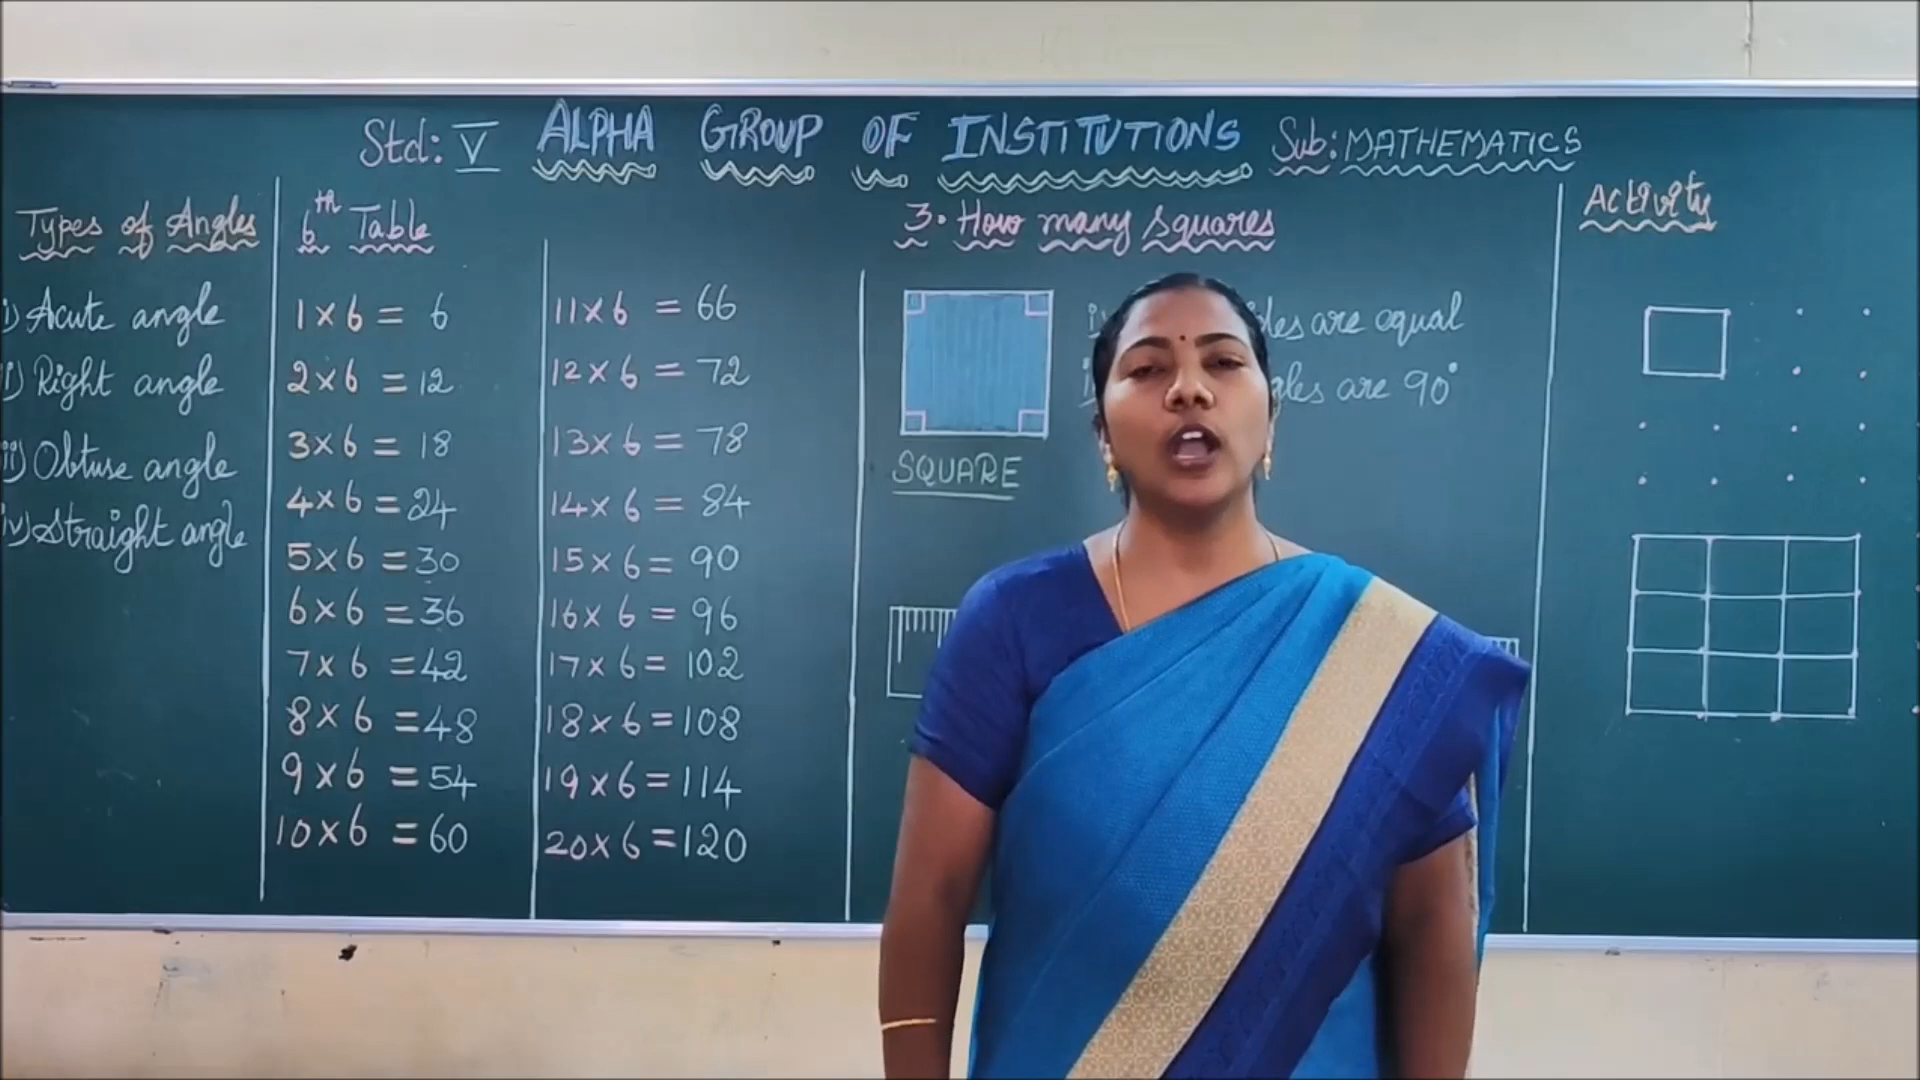 Std: V ALPHA GROUP OF INSTITUTIONS Sub: MATHEMATICS
Types of Angles
i) Acute angle
ii) Right angle
iii) Obtuse angle
iv) Straight angle
6th Table
1 x 6 = 6
2 x 6 = 12
3 x 6 = 18
4 x 6 = 24
5 x 6 = 30
6 x 6 = 36
7 x 6 = 42
8 x 6 = 48
9 x 6 = 54
10 x 6 = 60
11 x 6 = 66
12 x 6 = 72
13 x 6 = 78
14 x 6 = 84
15 x 6 = 90
16 x 6 = 96
17 x 6 = 102
18 x 6 = 108
19 x 6 = 114
20 x 6 = 120
3. How many squares
are equal
are 90°
SQUARE
Activity